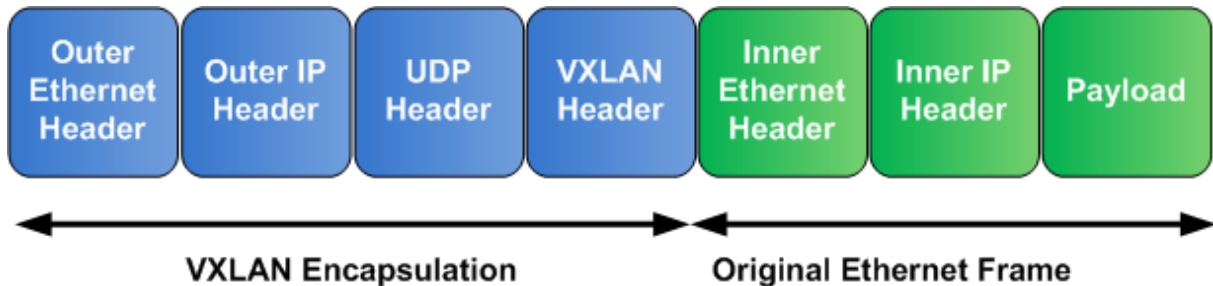 Outer
Ethernet
Header
Outer IP
Header
UDP
Header
VXLAN
Header
Inner
Ethernet
Header
Inner IP
Header
Payload
VXLAN Encapsulation
Original Ethernet Frame